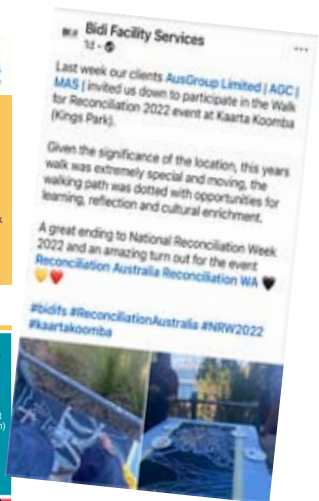 Bidi Facility Services
1d •
Last week our clients AusGroup Limited | AGC |
MAS | invited us down to participate in the Walk
for Reconciliation 2022 event at Kaarta Koomba
(Kings Park).
Given the significance of the location, this years
walk was extremely special and moving, the
walking path was dotted with opportunities for
learning, reflection and cultural enrichment.
A great ending to National Reconciliation Week
2022 and an amazing turn out for the event
Reconciliation Australia Reconciliation WA 🖤
💛❤️
#bidifs #ReconciliationAustralia #NRW2022
#kaartakoomba